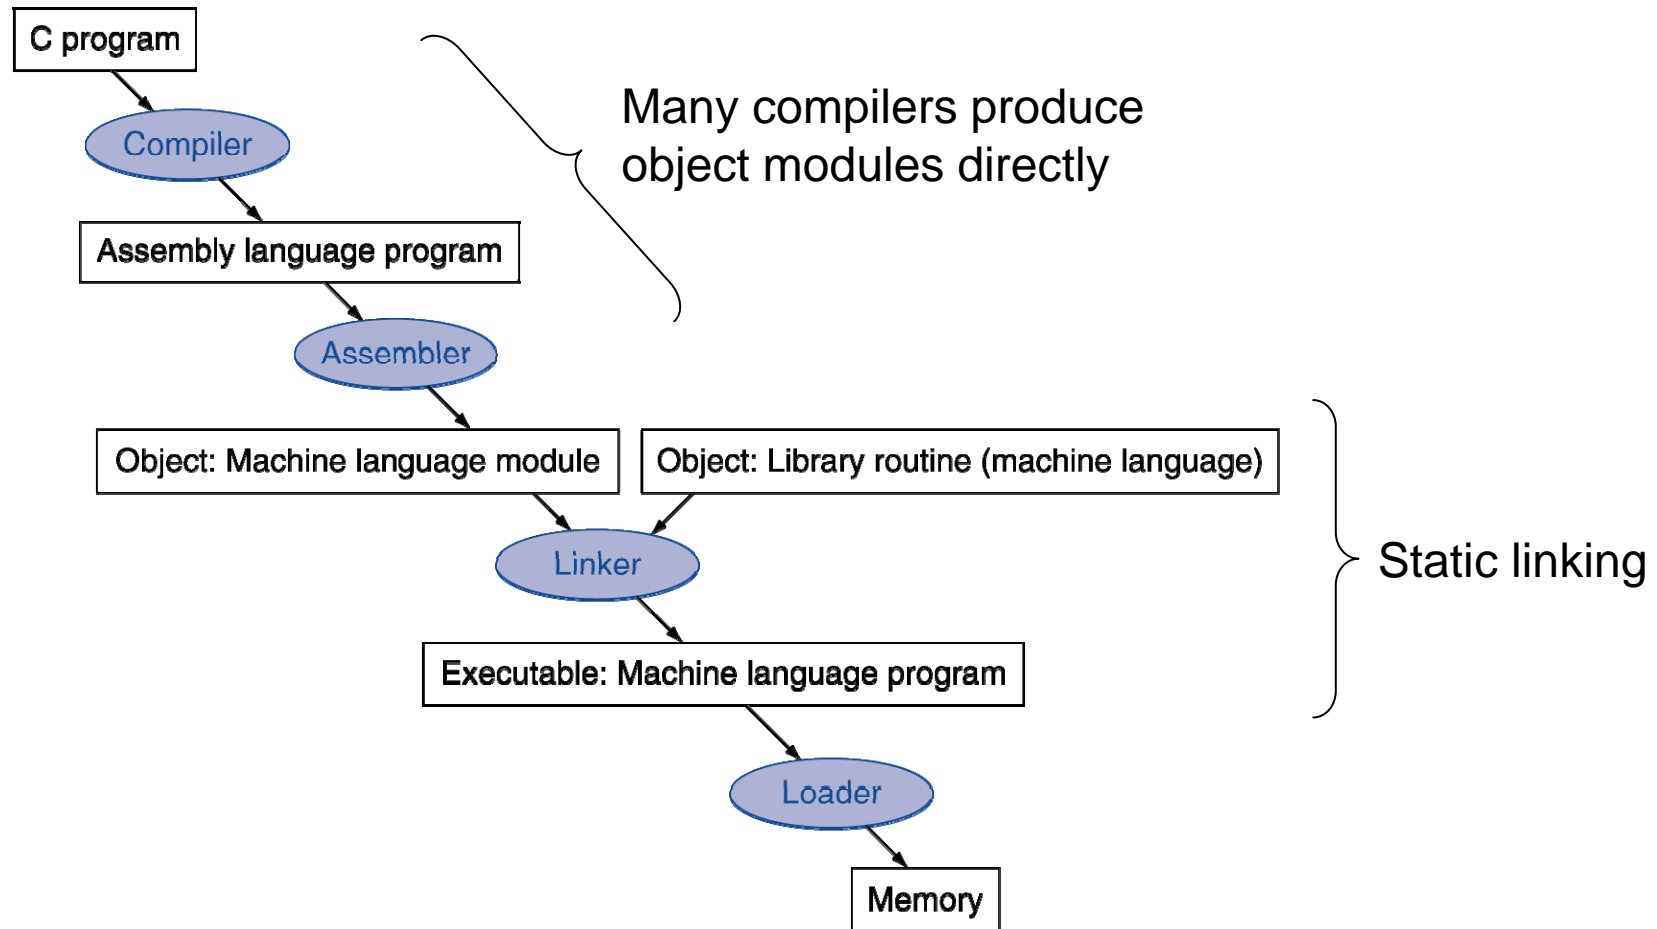 C program
Many compilers produce
object modules directly
Compiler
Assembly language program
Assembler
Object: Machine language module
Object: Library routine (machine language)
Linker
Static linking
Executable: Machine language program
Loader
Memory